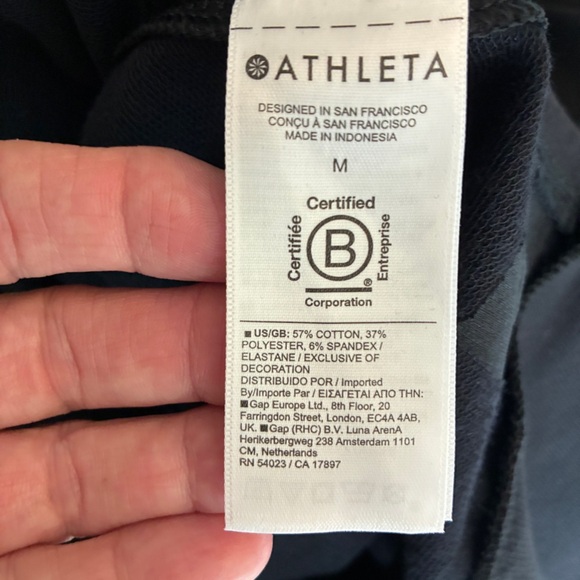 ATHLETA
DESIGNED IN SAN FRANCISCO
CONÇU À SAN FRANCISCO
MADE IN INDONESIA
M
Certified
Certifiée
B
Entreprise
®
Corporation
■ US/GB: 57% COTTON, 37%
POLYESTER, 6% SPANDEX /
ELASTANE / EXCLUSIVE OF
DECORATION
DISTRIBUIDO POR / Imported
By/Importe Par / ΕΙΣΑΓΕΤΑΙ ΑΠΟ ΤΗΝ:
■Gap Europe Ltd., 8th Floor, 20
Farringdon Street, London, EC4A 4AB,
UK. ■Gap (RHC) B.V. Luna ArenA
Herikerbergweg 238 Amsterdam 1101
CM, Netherlands
RN 54023 / CA 17897